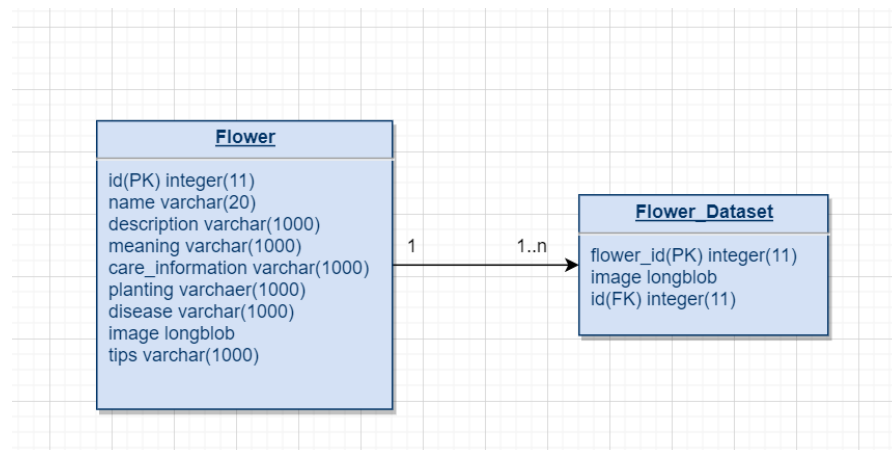 Flower
id(PK) integer(11)
name varchar(20)
description varchar(1000)
meaning varchar(1000)
care_information varchar(1000)
planting varchaer(1000)
disease varchar(1000)
image longblob
tips varchar(1000)
1
1..n
Flower_Dataset
flower_id(PK) integer(11)
image longblob
id(FK) integer(11)